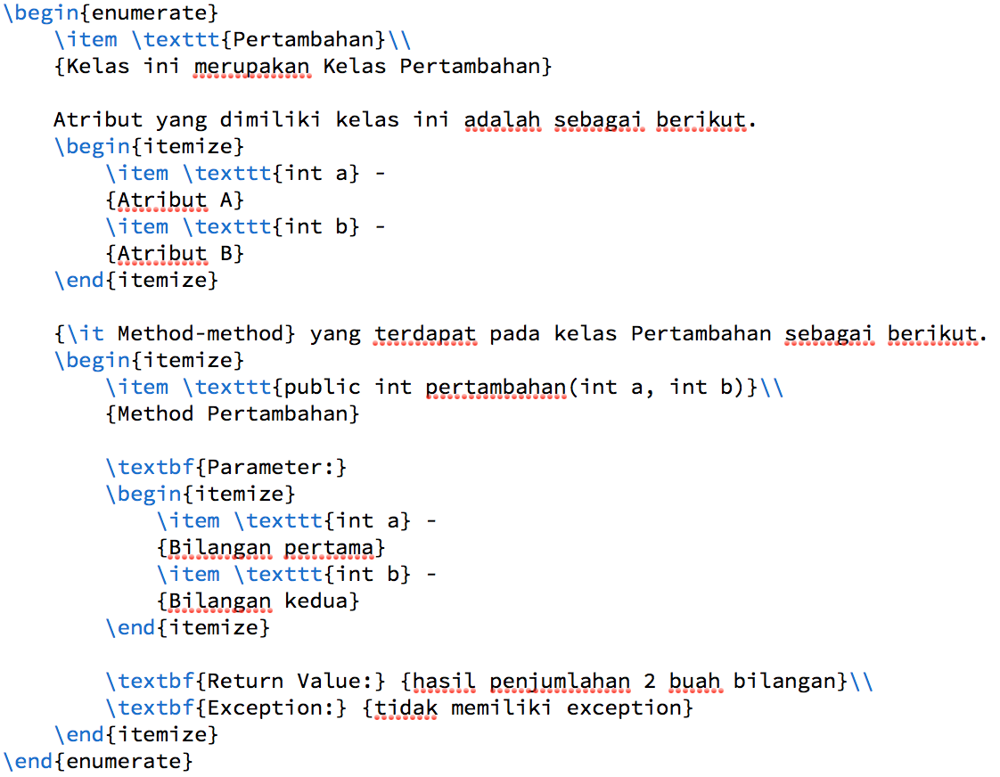 \begin{enumerate}
    \item \texttt{Pertambahan}\\
    {Kelas ini merupakan Kelas Pertambahan}

    Atribut yang dimiliki kelas ini adalah sebagai berikut.
    \begin{itemize}
        \item \texttt{int a} -
        {Atribut A}
        \item \texttt{int b} -
        {Atribut B}
    \end{itemize}

    {\it Method-method} yang terdapat pada kelas Pertambahan sebagai berikut.
    \begin{itemize}
        \item \texttt{public int pertambahan(int a, int b)}\\
        {Method Pertambahan}

        \textbf{Parameter:}
        \begin{itemize}
            \item \texttt{int a} -
            {Bilangan pertama}
            \item \texttt{int b} -
            {Bilangan kedua}
        \end{itemize}

        \textbf{Return Value:} {hasil penjumlahan 2 buah bilangan}\\
        \textbf{Exception:} {tidak memiliki exception}
    \end{itemize}
\end{enumerate}